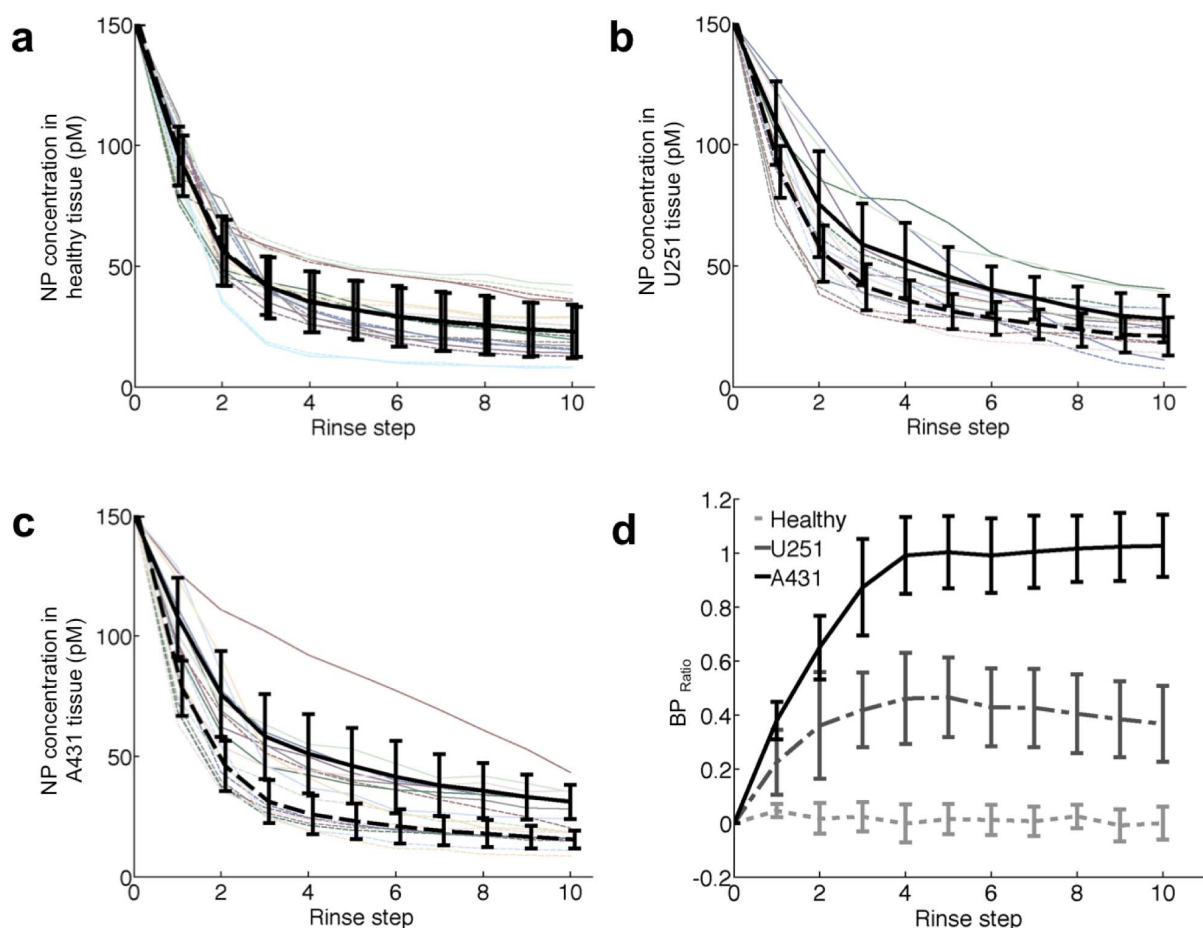 a
150
100
50
0
NP concentration in
healthy tissue (pM)
0 2 4 6 8 10
Rinse step
b
150
100
50
0
NP concentration in
U251 tissue (pM)
0 2 4 6 8 10
Rinse step
c
150
100
50
0
NP concentration in
A431 tissue (pM)
0 2 4 6 8 10
Rinse step
d
1.2
1
0.8
0.6
0.4
0.2
0
-0.2
BP Ratio
Healthy
U251
A431
0 2 4 6 8 10
Rinse step